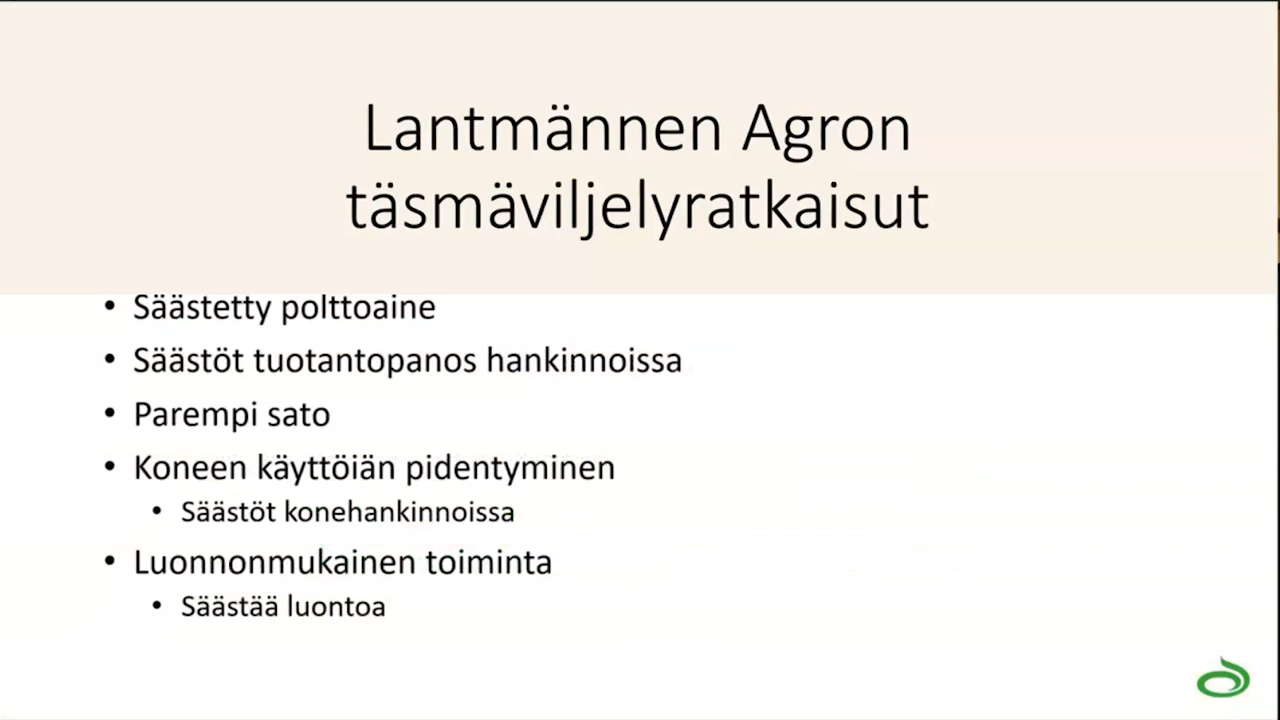 Lantmännen Agron
täsmäviljelyratkaisut
• Säästetty polttoaine
• Säästöt tuotantopanos hankinnoissa
• Parempi sato
• Koneen käyttöiän pidentyminen
• Säästöt konehankinnoissa
• Luonnonmukainen toiminta
• Säästää luontoa